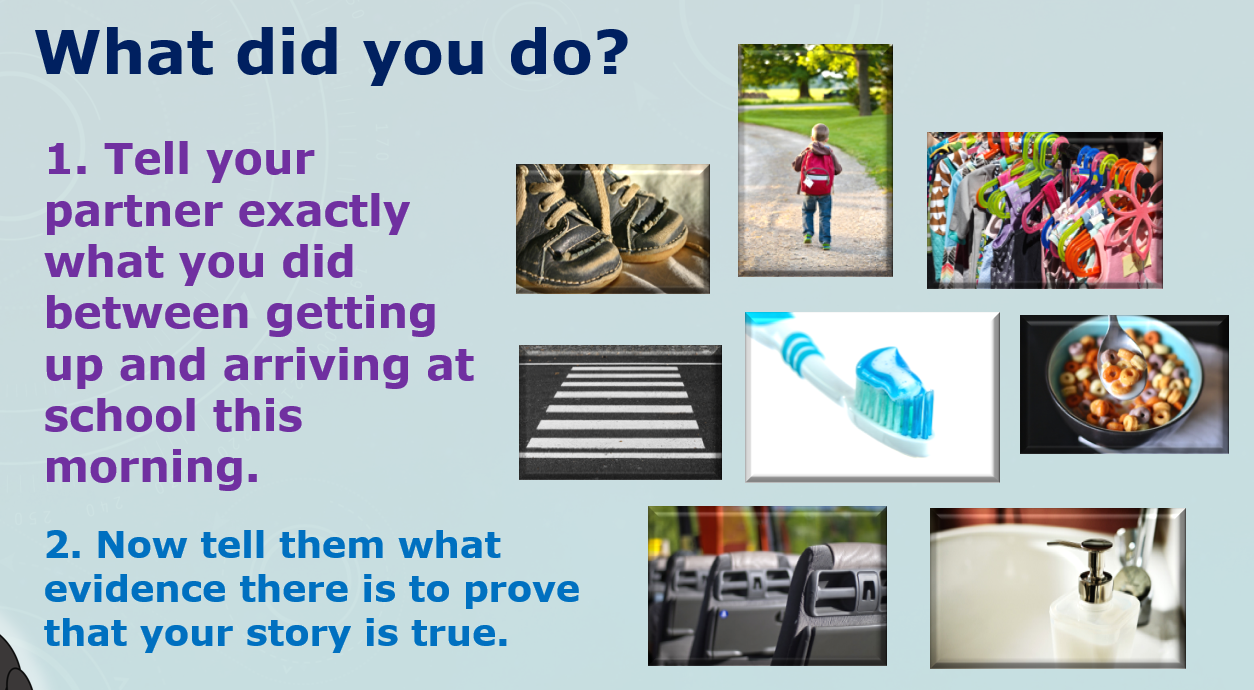 What did you do?
1. Tell your
partner exactly
what you did
between getting
up and arriving at
school this
morning.
2. Now tell them what
evidence there is to prove
that your story is true.